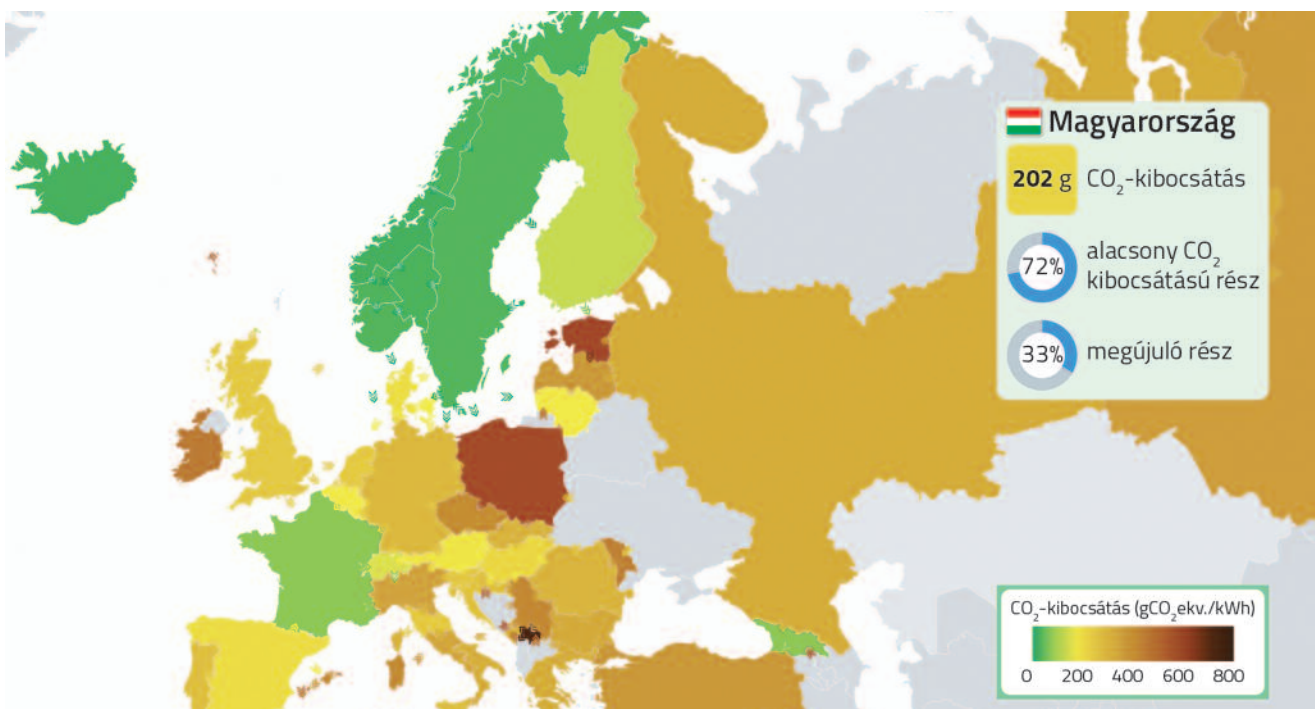 Magyarország
202 g CO₂-kibocsátás
72% alacsony CO₂
kibocsátású rész
33% megújuló rész
CO₂-kibocsátás (gCO₂ekv./kWh)
0 200 400 600 800